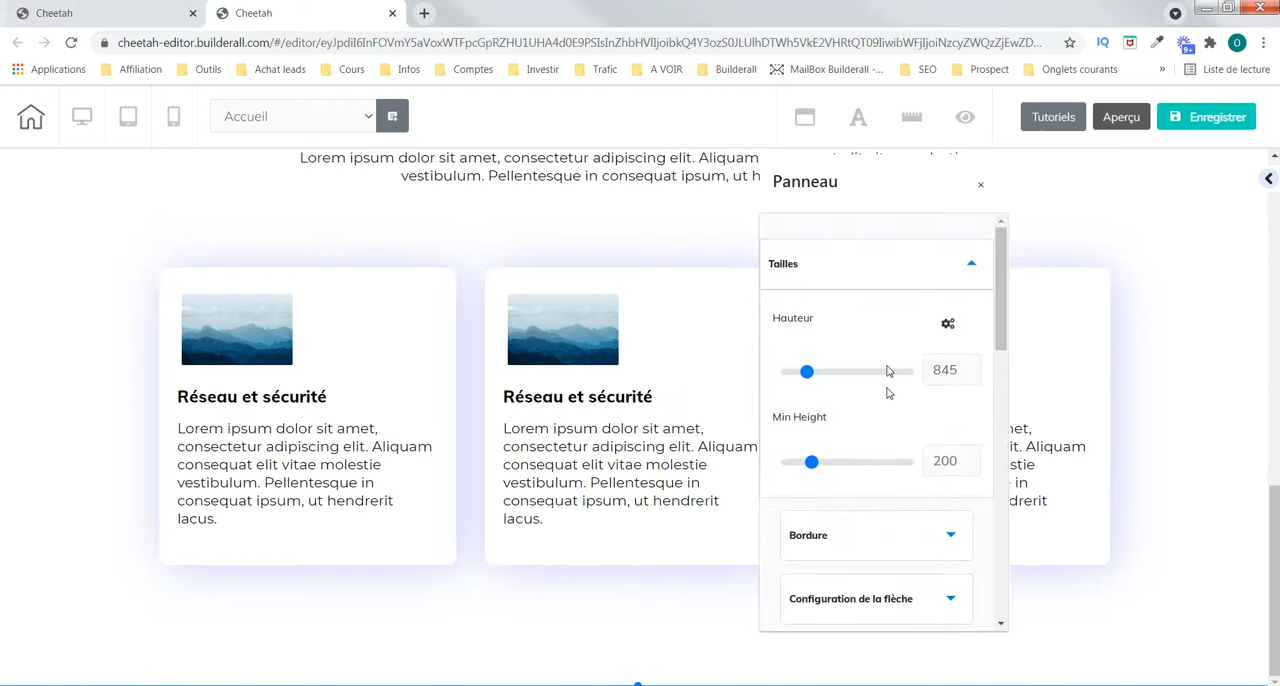 Cheetah
Cheetah
cheetah-editor.builderall.com/#/editor/
Applications
Affiliation
Outils
Achat leads
Cours
Infos
Comptes
Investir
Trafic
A VOIR
Builderall
MailBox Builderall -...
SEO
Prospect
Onglets courants
»
Liste de lecture
9+
O
Accueil
Tutoriels
Aperçu
Enregistrer
Lorem ipsum dolor sit amet, consectetur adipiscing elit. Aliquam
vestibulum. Pellentesque in consequat ipsum, ut h
Réseau et sécurité
Lorem ipsum dolor sit amet,
consectetur adipiscing elit. Aliquam
consequat elit vitae molestie
vestibulum. Pellentesque in
consequat ipsum, ut hendrerit
lacus.
Réseau et sécurité
Lorem ipsum dolor sit amet,
consectetur adipiscing elit. Aliquam
consequat elit vitae molestie
vestibulum. Pellentesque in
consequat ipsum, ut hendrerit
lacus.
Panneau
×
Tailles
Hauteur
845
Min Height
200
Bordure
Configuration de la flèche
met,
it. Aliquam
e
in
drerit